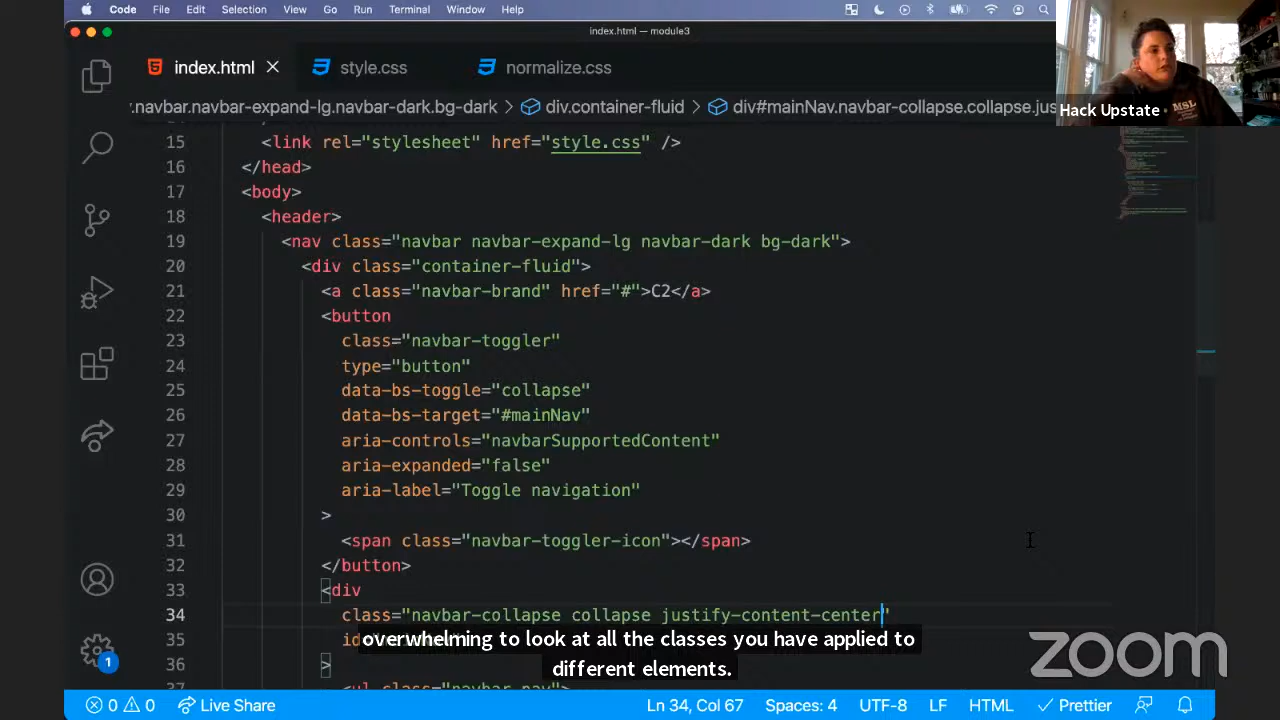 Code File Edit Selection View Go Run Terminal Window Help
index.html — module3
index.html style.css normalize.css
.navbar.navbar-expand-lg.navbar-dark.bg-dark > div.container-fluid > div#mainNav.navbar-collapse.collapse.jus
Hack Upstate
MSL
15 <link rel="stylesheet" href="style.css" />
16 </head>
17 <body>
18 <header>
19 <nav class="navbar navbar-expand-lg navbar-dark bg-dark">
20 <div class="container-fluid">
21 <a class="navbar-brand" href="#">C2</a>
22 <button
23 class="navbar-toggler"
24 type="button"
25 data-bs-toggle="collapse"
26 data-bs-target="#mainNav"
27 aria-controls="navbarSupportedContent"
28 aria-expanded="false"
29 aria-label="Toggle navigation"
30 >
31 <span class="navbar-toggler-icon"></span>
32 </button>
33 <div
34 class="navbar-collapse collapse justify-content-center"
35
overwhelming to look at all the classes you have applied to
different elements.
36 >
37 <ul class="navbar-nav">
zoom
1
0 0 Live Share Ln 34, Col 67 Spaces: 4 UTF-8 LF HTML Prettier